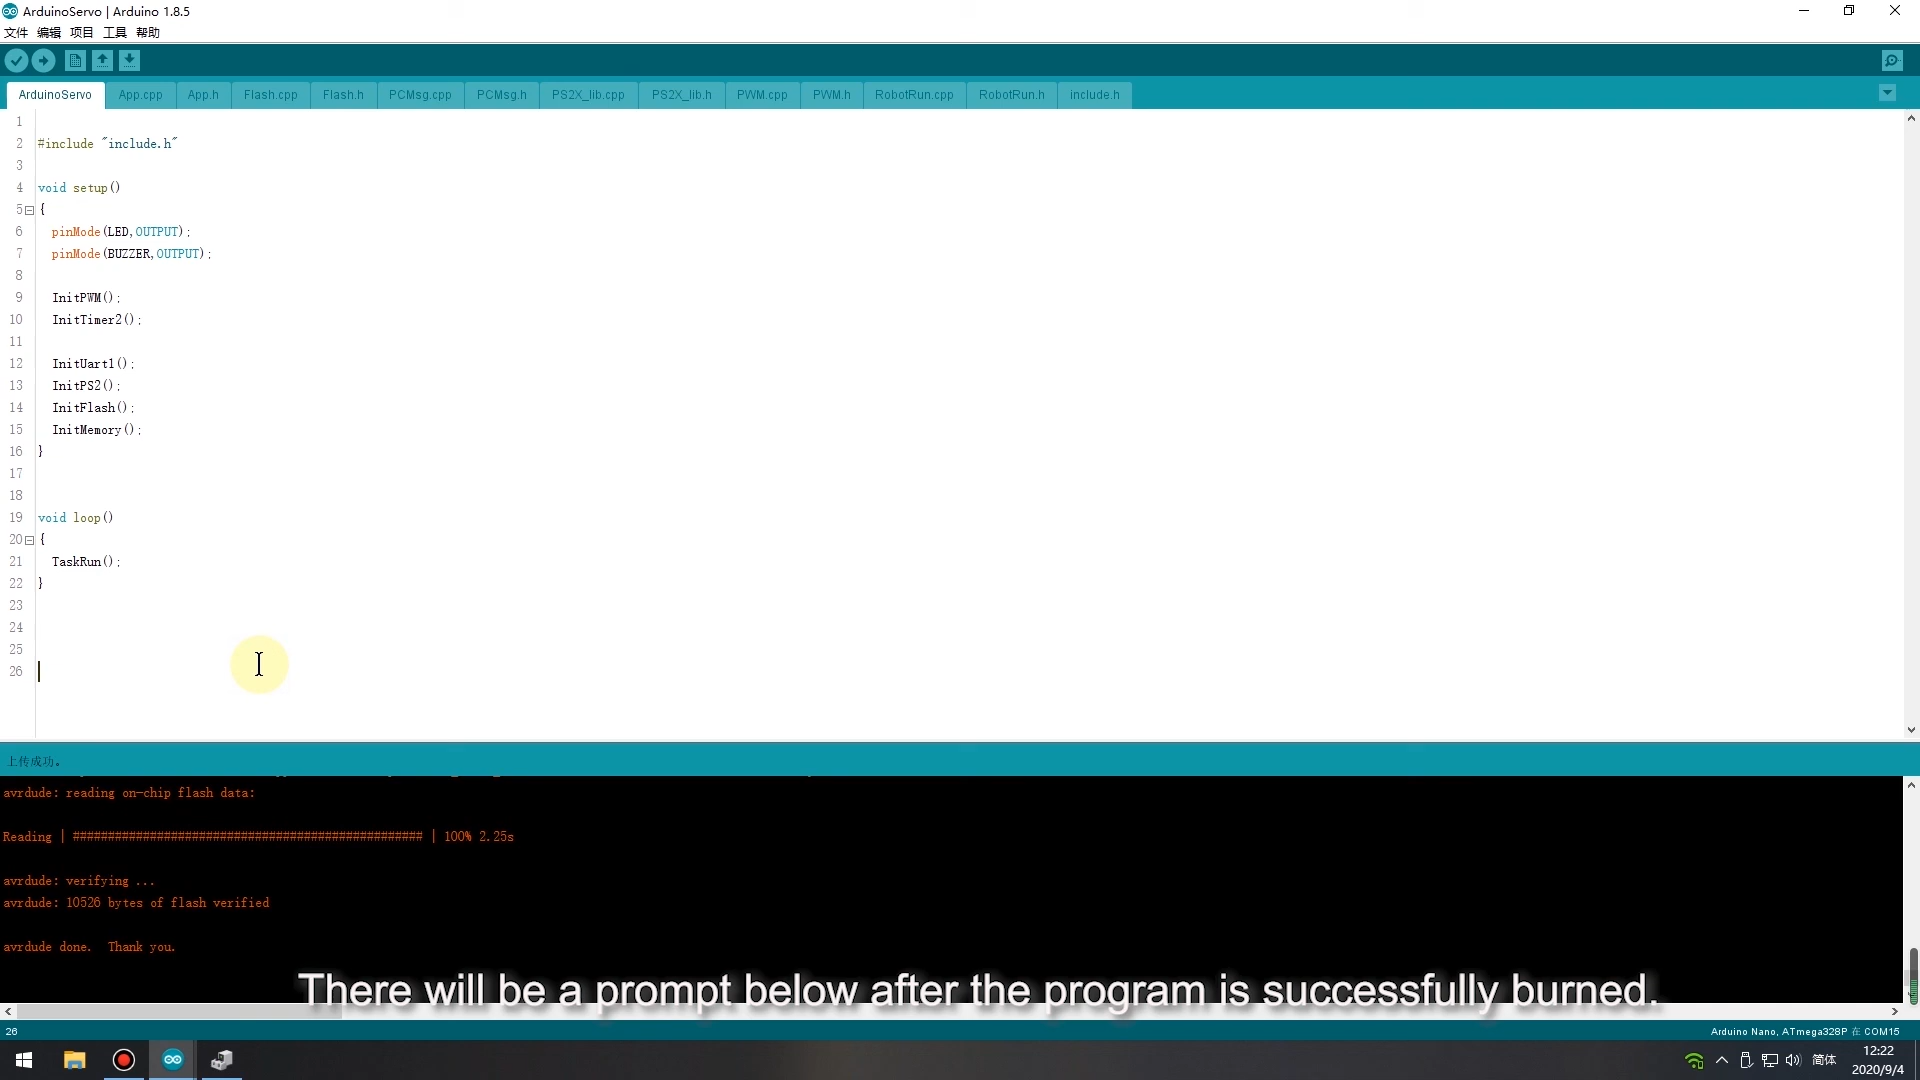 ArduinoServo | Arduino 1.8.5
文件 编辑 项目 工具 帮助
ArduinoServo App.cpp App.h Flash.cpp Flash.h PCMsg.cpp PCMsg.h PS2X_lib.cpp PS2X_lib.h PWM.cpp PWM.h RobotRun.cpp RobotRun.h include.h
1
2 #include "include.h"
3
4 void setup()
5 {
6 pinMode(LED,OUTPUT);
7 pinMode(BUZZER,OUTPUT);
8
9 InitPWM();
10 InitTimer2();
11
12 InitUart1();
13 InitPS2();
14 InitFlash();
15 InitMemory();
16 }
17
18
19 void loop()
20 {
21 TaskRun();
22 }
23
24
25
26
上传成功。
avrdude: reading on-chip flash data:
Reading | ################################################## | 100% 2.25s
avrdude: verifying ...
avrdude: 10526 bytes of flash verified
avrdude done.  Thank you.
There will be a prompt below after the program is successfully burned.
26 Arduino Nano, ATmega328P 在 COM15
简体 12:22
2020/9/4